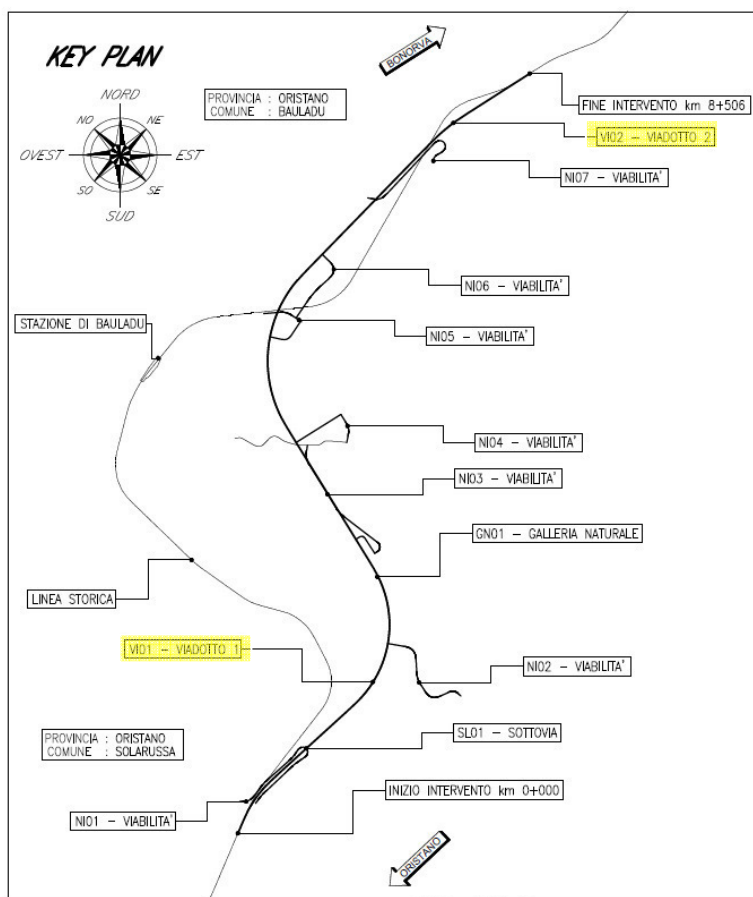 KEY PLAN
BONORVA
NORD
NO
NE
OVEST
EST
SO
SE
SUD
PROVINCIA : ORISTANO
COMUNE : BAULADU
FINE INTERVENTO km 8+506
VI02 - VIADOTTO 2
NI07 - VIABILITA'
NI06 - VIABILITA'
STAZIONE DI BAULADU
NI05 - VIABILITA'
NI04 - VIABILITA'
NI03 - VIABILITA'
GN01 - GALLERIA NATURALE
LINEA STORICA
VI01 - VIADOTTO 1
NI02 - VIABILITA'
PROVINCIA : ORISTANO
COMUNE : SOLARUSSA
SL01 - SOTTOVIA
INIZIO INTERVENTO km 0+000
NI01 - VIABILITA'
ORISTANO